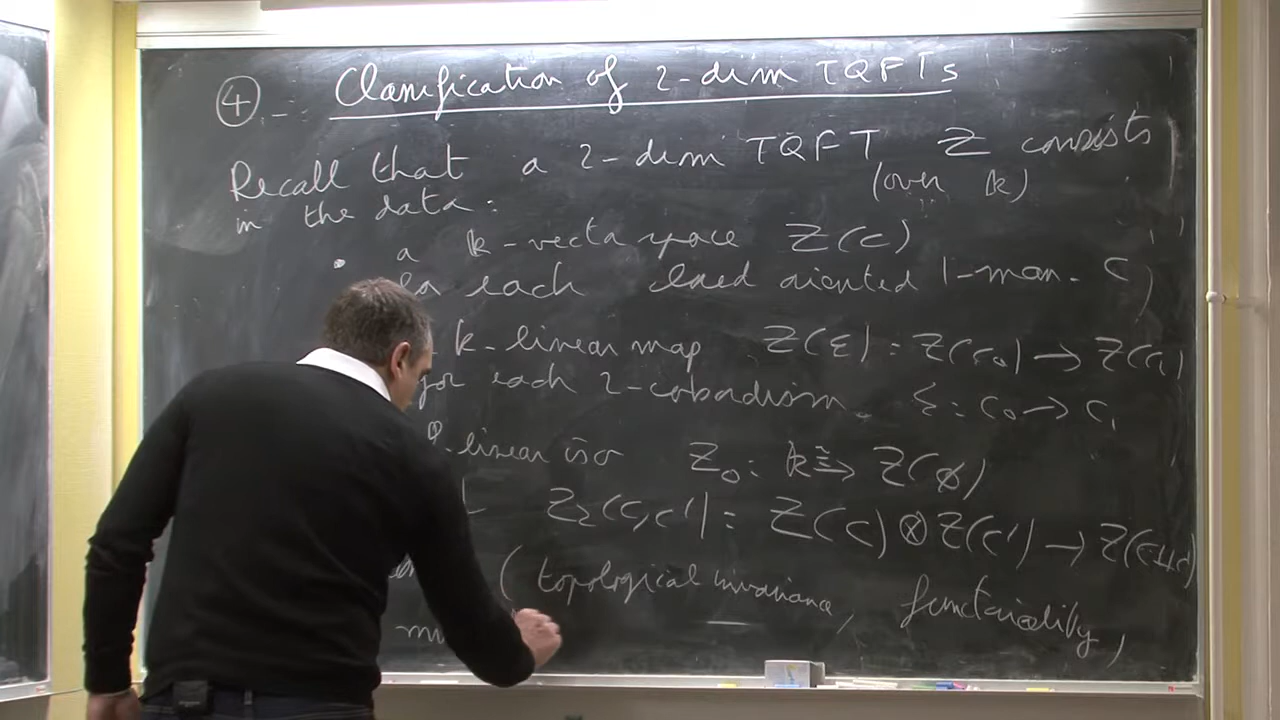 ④ Classification of 2-dim TQFTs
Recall that a 2-dim TQFT Z consists
(over k)
in the data:
• a k-vector space Z(C)
for each closed oriented 1-man. C,
k-linear map Z(Σ): Z(C₀) → Z(C₁)
for each 2-cobordism Σ: C₀ → C₁
linear iso Z₀: k ≅→ Z(∅)
Z₂(C,C'): Z(C) ⊗ Z(C') → Z(C⊔C')
(topological invariance, functoriality,